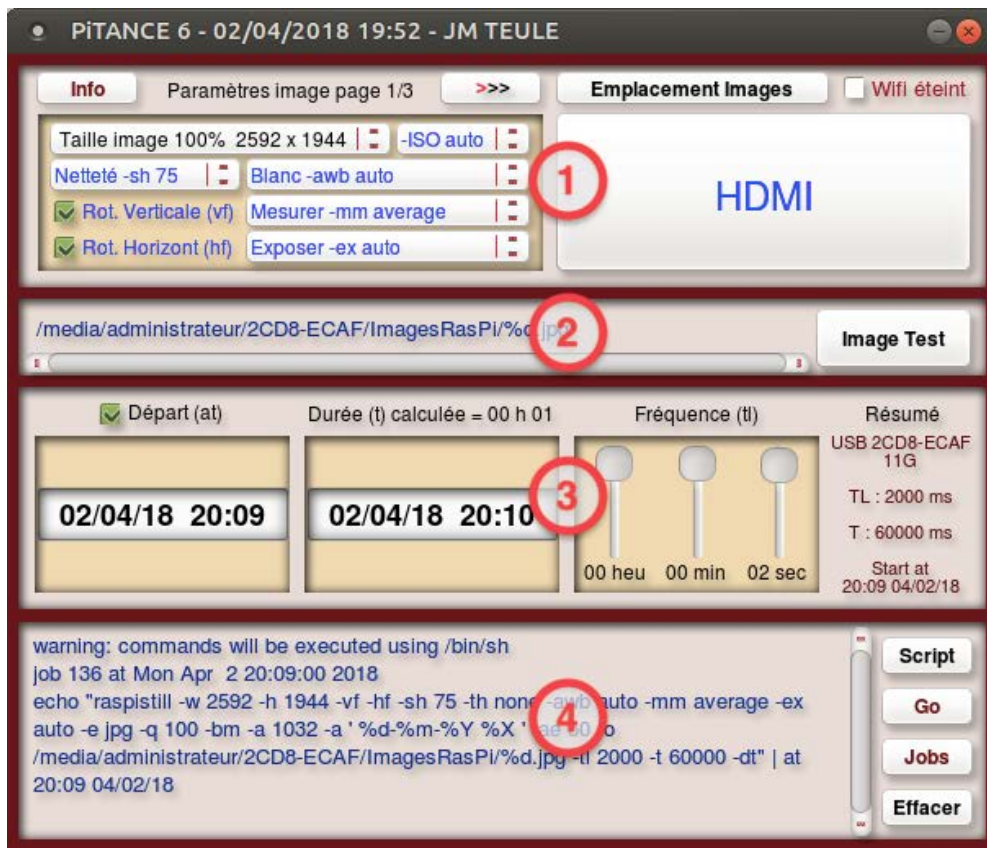 PiTANCE 6 - 02/04/2018 19:52 - JM TEULE
Info Paramètres image page 1/3 >>> Emplacement Images Wifi éteint
Taille image 100% 2592 x 1944 -ISO auto
Netteté -sh 75 Blanc -awb auto
Rot. Verticale (vf) Mesurer -mm average
Rot. Horizont (hf) Exposer -ex auto
1
HDMI
/media/administrateur/2CD8-ECAF/ImagesRasPi/%d.jpg
2
Image Test
Départ (at) Durée (t) calculée = 00 h 01 Fréquence (tl) Résumé
USB 2CD8-ECAF
11G
TL : 2000 ms
T : 60000 ms
Start at
20:09 04/02/18
02/04/18 20:09 02/04/18 20:10
3
00 heu 00 min 02 sec
warning: commands will be executed using /bin/sh
job 136 at Mon Apr 2 20:09:00 2018
echo "raspistill -w 2592 -h 1944 -vf -hf -sh 75 -th none -awb auto -mm average -ex
auto -e jpg -q 100 -bm -a 1032 -a ' %d-%m-%Y %X '
/media/administrateur/2CD8-ECAF/ImagesRasPi/%d.jpg -tl 2000 -t 60000 -dt" | at
20:09 04/02/18
4
Script
Go
Jobs
Effacer